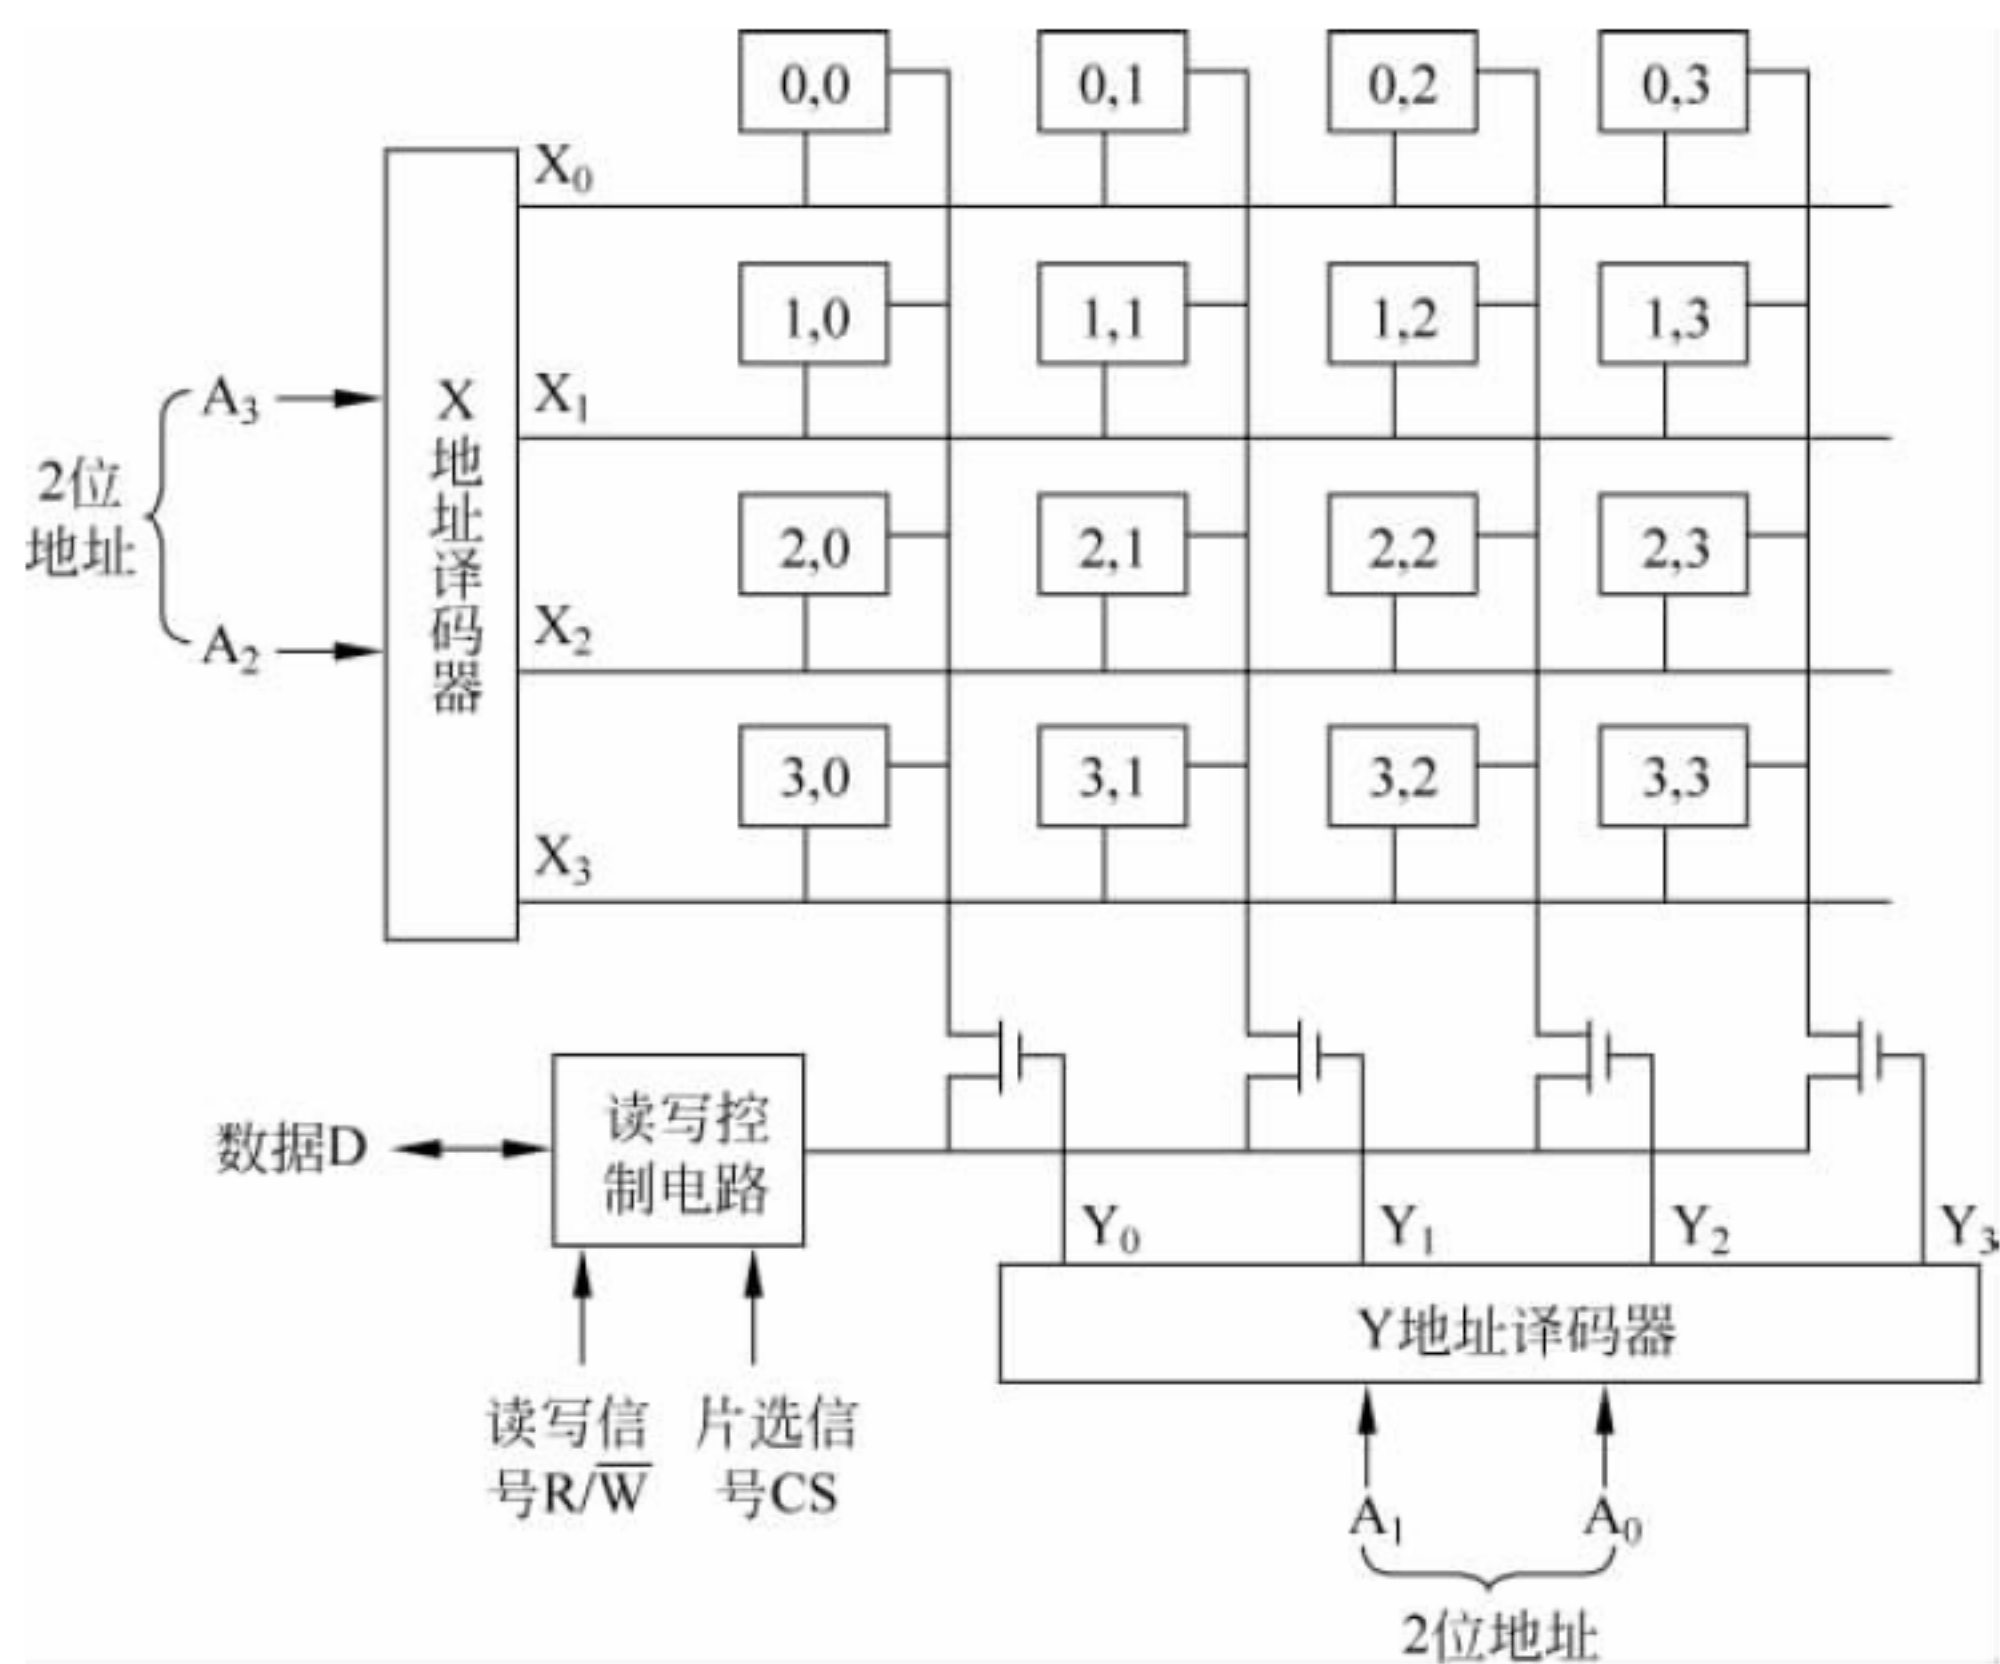 0,0 0,1 0,2 0,3
X₀
1,0 1,1 1,2 1,3
X₁
2,0 2,1 2,2 2,3
X₂
3,0 3,1 3,2 3,3
X₃
A₃
2位
地址
A₂
X
地
址
译
码
器
数据D
读写控
制电路
读写信
号R/W̅
片选信
号CS
Y₀ Y₁ Y₂ Y₃
Y地址译码器
A₁ A₀
2位地址